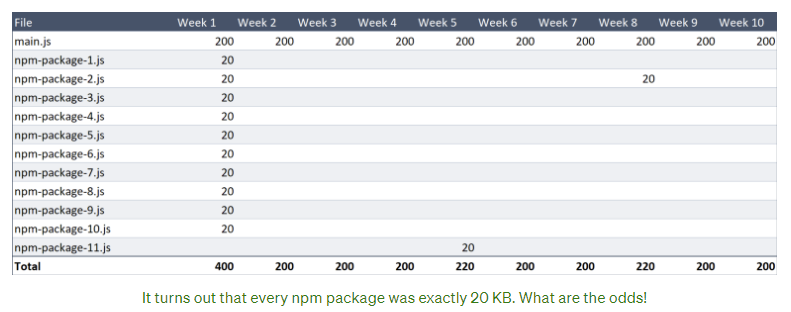 File Week 1 Week 2 Week 3 Week 4 Week 5 Week 6 Week 7 Week 8 Week 9 Week 10
main.js 200 200 200 200 200 200 200 200 200 200
npm-package-1.js 20
npm-package-2.js 20 20
npm-package-3.js 20
npm-package-4.js 20
npm-package-5.js 20
npm-package-6.js 20
npm-package-7.js 20
npm-package-8.js 20
npm-package-9.js 20
npm-package-10.js 20
npm-package-11.js 20
Total 400 200 200 200 220 200 200 220 200 200
It turns out that every npm package was exactly 20 KB. What are the odds!